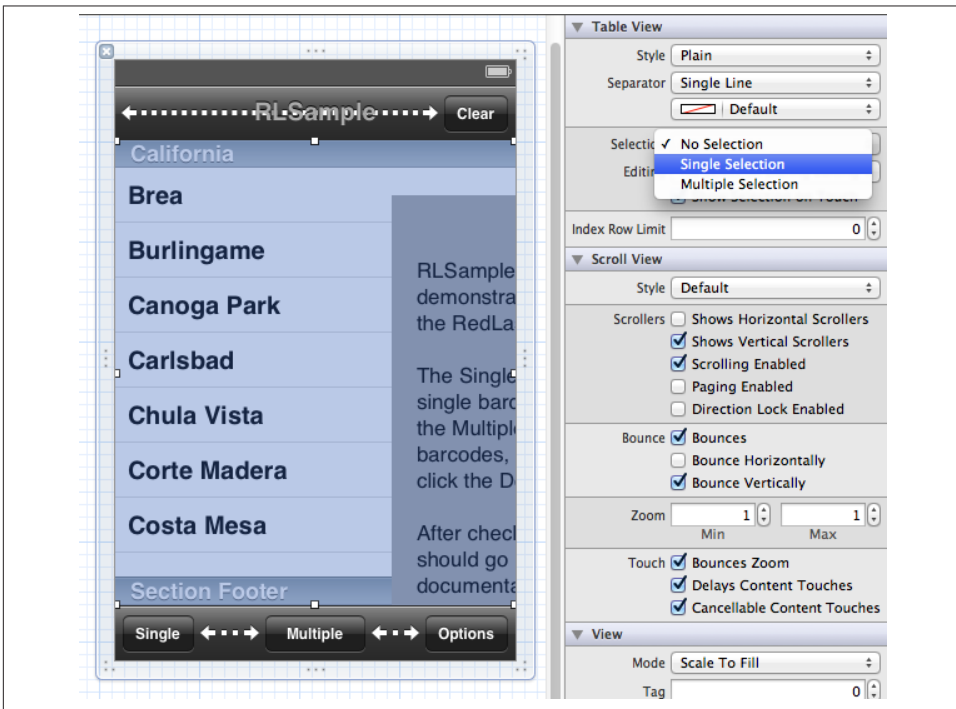 RLSample
Clear
California
Brea
Burlingame
Canoga Park
Carlsbad
Chula Vista
Corte Madera
Costa Mesa
Section Footer
RLSample
demonstra
the RedLa
The Single
single barc
the Multipl
barcodes,
click the D
After checl
should go
documenta
Single
Multiple
Options
Table View
Style Plain
Separator Single Line
Default
Selectio ✓ No Selection
Single Selection
Editin Multiple Selection
Show Selection on Touch
Index Row Limit 0
Scroll View
Style Default
Scrollers Shows Horizontal Scrollers
Shows Vertical Scrollers
Scrolling Enabled
Paging Enabled
Direction Lock Enabled
Bounce Bounces
Bounce Horizontally
Bounce Vertically
Zoom 1 1
Min Max
Touch Bounces Zoom
Delays Content Touches
Cancellable Content Touches
View
Mode Scale To Fill
Tag 0